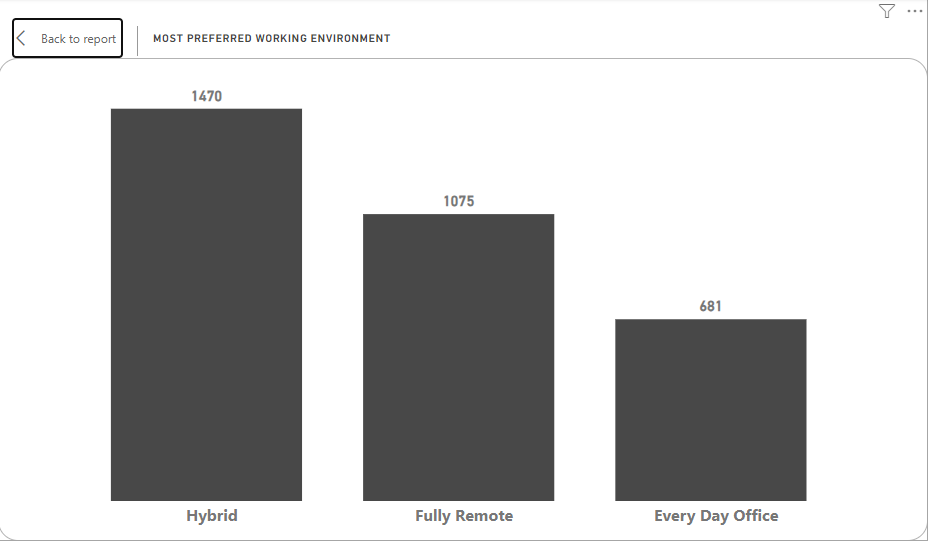 Back to report
MOST PREFERRED WORKING ENVIRONMENT
1470
1075
681
Hybrid
Fully Remote
Every Day Office